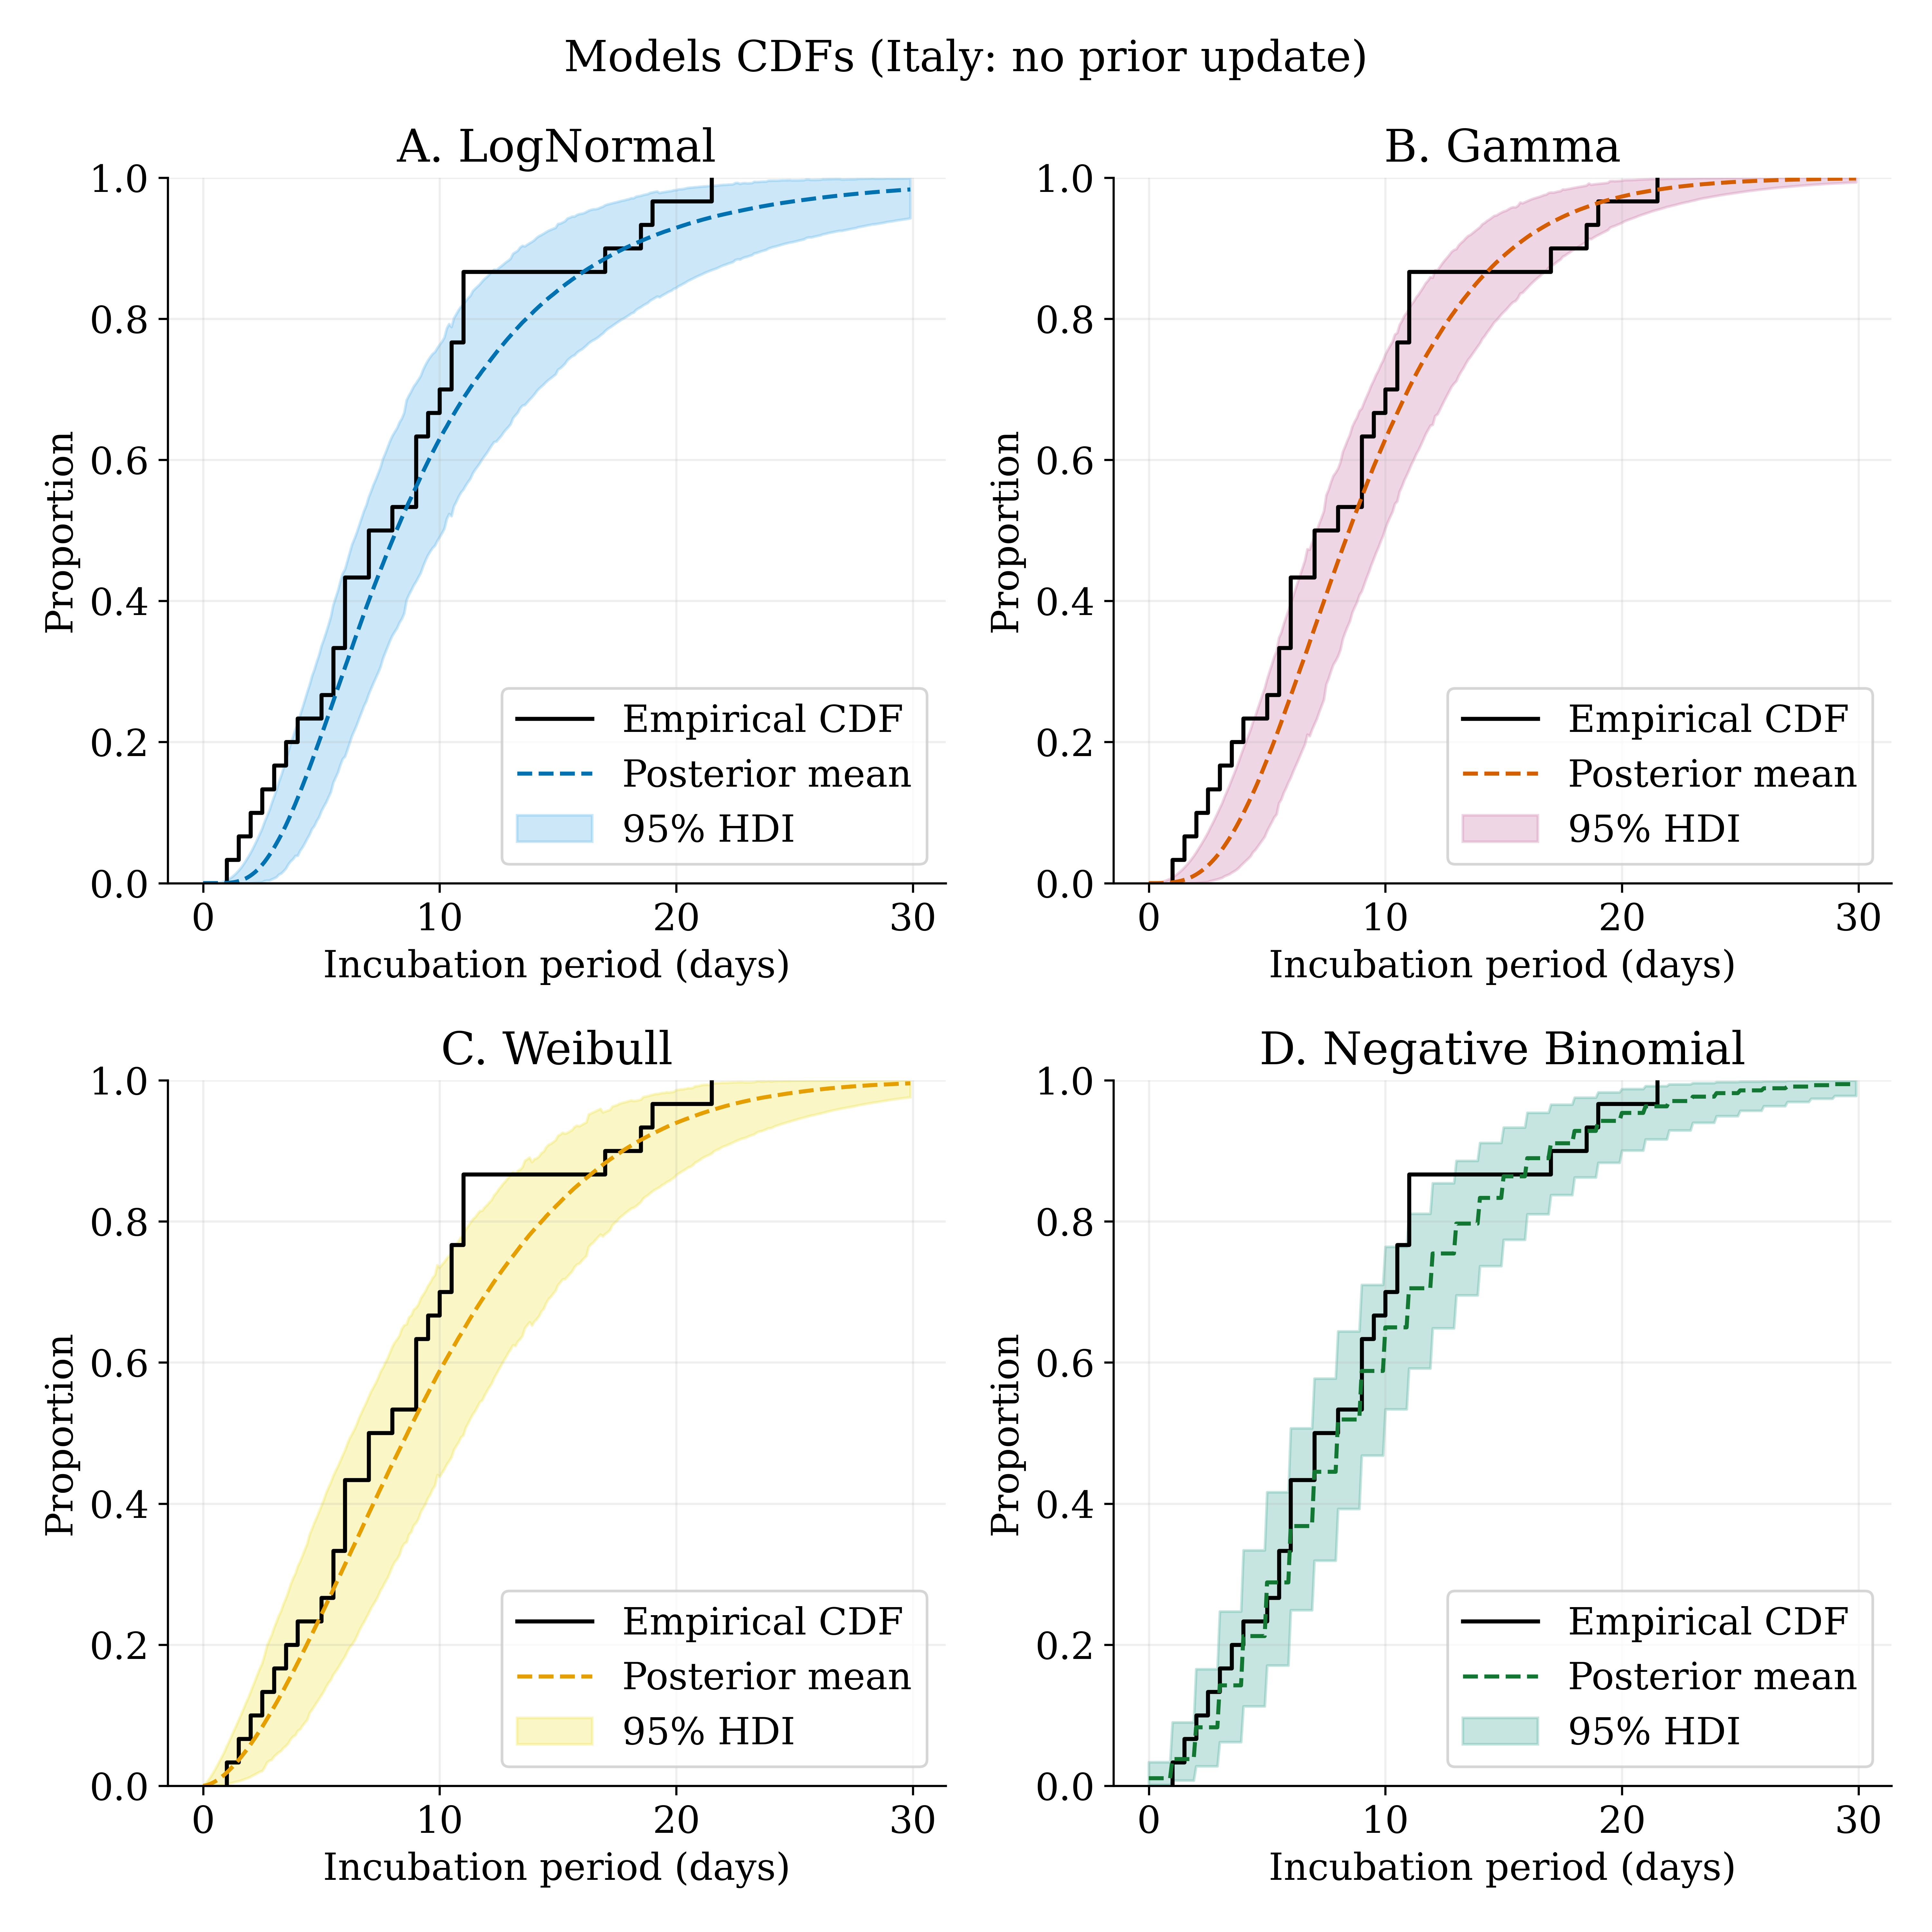 Models CDFs (Italy: no prior update)
A. LogNormal
1.0
0.8
0.6
0.4
0.2
0.0
Proportion
0 10 20 30
Incubation period (days)
Empirical CDF
Posterior mean
95% HDI
B. Gamma
1.0
0.8
0.6
0.4
0.2
0.0
Proportion
0 10 20 30
Incubation period (days)
Empirical CDF
Posterior mean
95% HDI
C. Weibull
1.0
0.8
0.6
0.4
0.2
0.0
Proportion
0 10 20 30
Incubation period (days)
Empirical CDF
Posterior mean
95% HDI
D. Negative Binomial
1.0
0.8
0.6
0.4
0.2
0.0
Proportion
0 10 20 30
Incubation period (days)
Empirical CDF
Posterior mean
95% HDI